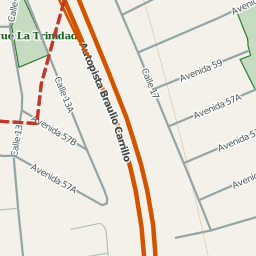 Calle
que La Trinidad
Autopista Braulio Carrillo
Calle 17
Avenida 59
Avenida 57A
Calle 13A
Calle 13
Avenida 57B
Avenida 57A
Avenida